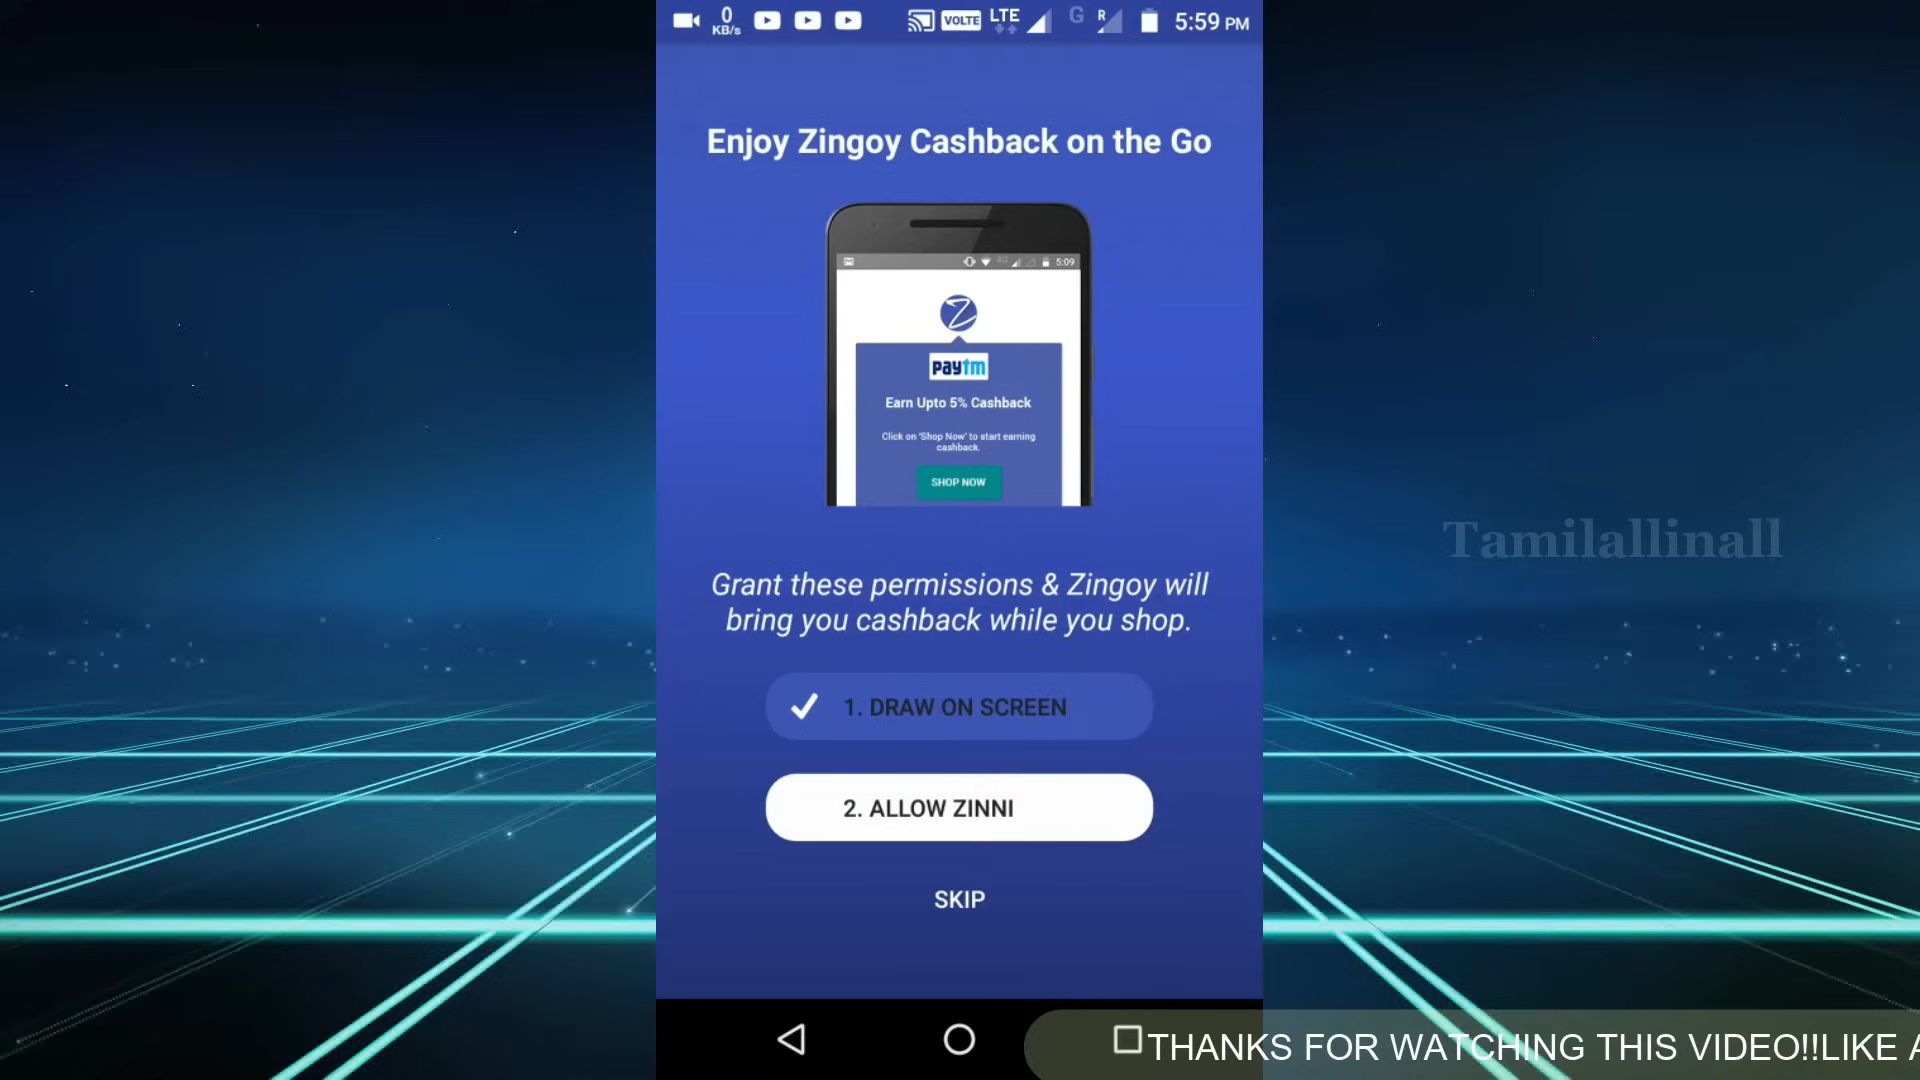 0
KB/s
VOLTE
LTE
G
R
5:59 PM
Enjoy Zingoy Cashback on the Go
4G
5:09
Z
paytm
Earn Upto 5% Cashback
Click on 'Shop Now' to start earning
cashback.
SHOP NOW
Tamilallinall
Grant these permissions & Zingoy will
bring you cashback while you shop.
1. DRAW ON SCREEN
2. ALLOW ZINNI
SKIP
THANKS FOR WATCHING THIS VIDEO!!LIKE